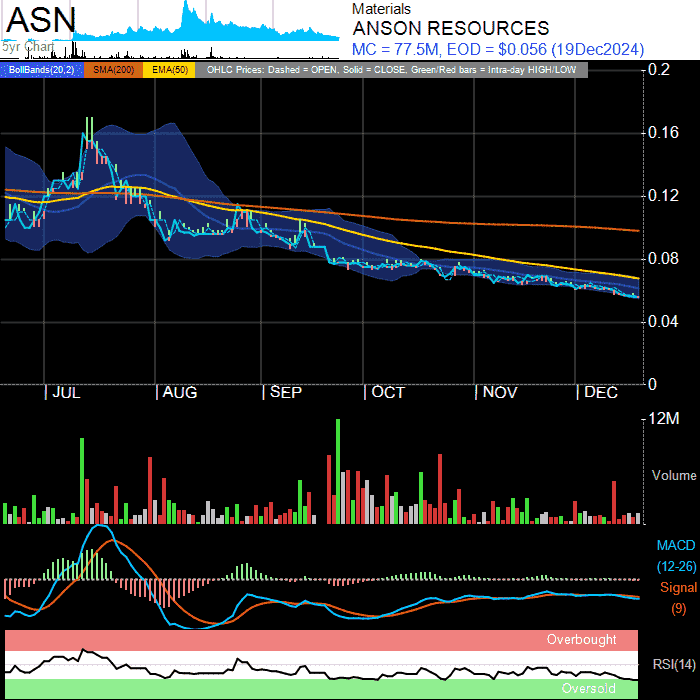 ASN
5yr Chart
Materials
ANSON RESOURCES
MC = 77.5M, EOD = $0.056 (19Dec2024)
BollBands(20,2) SMA(200) EMA(50) OHLC Prices: Dashed = OPEN, Solid = CLOSE, Green/Red bars = Intra-day HIGH/LOW
0.2
0.16
0.12
0.08
0.04
0
JUL AUG SEP OCT NOV DEC
12M
Volume
MACD
(12-26)
Signal
(9)
Overbought
RSI(14)
Oversold